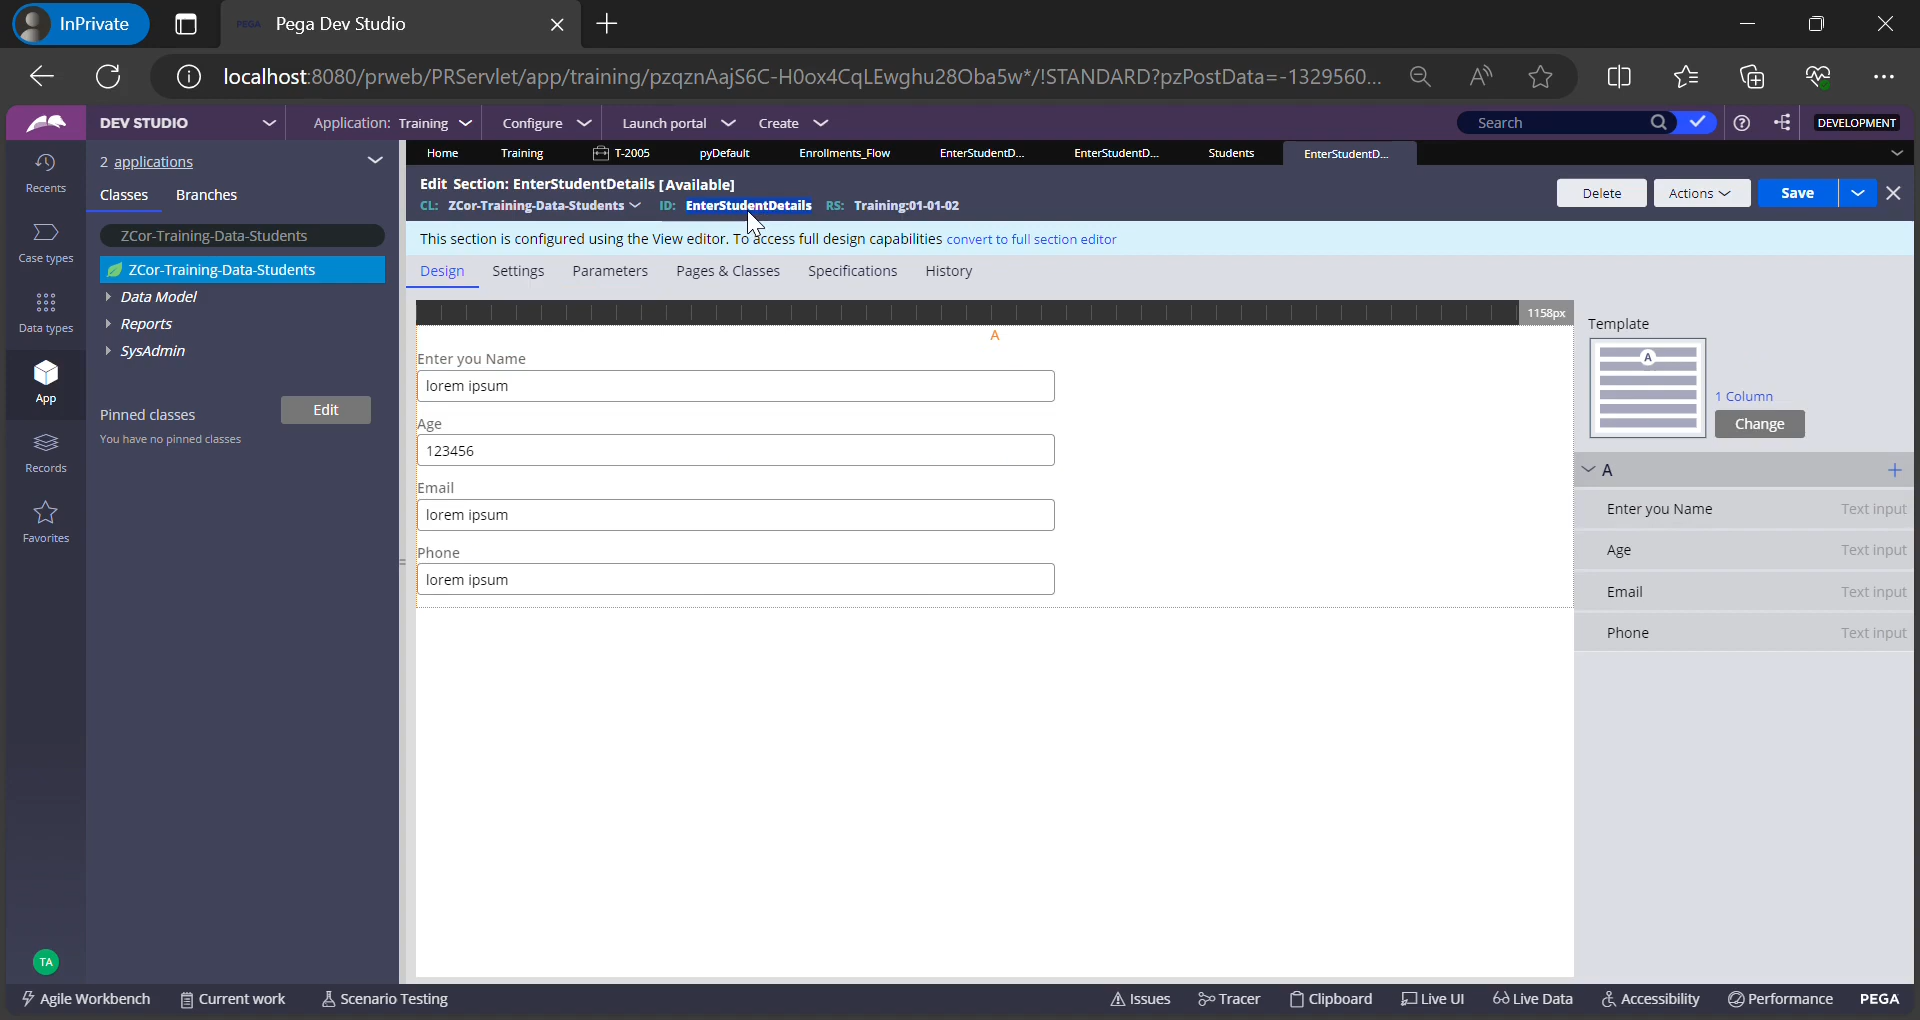 InPrivate
PEGA Pega Dev Studio
localhost:8080/prweb/PRServlet/app/training/pzqznAajS6C-H0ox4CqLEwghu28Oba5w*/!STANDARD?pzPostData=-1329560...
DEV STUDIO
Application: Training
Configure
Launch portal
Create
Search
DEVELOPMENT
Recents
Case types
Data types
App
Records
Favorites
TA
2 applications
Classes
Branches
ZCor-Training-Data-Students
ZCor-Training-Data-Students
Data Model
Reports
SysAdmin
Pinned classes
Edit
You have no pinned classes
Home
Training
T-2005
pyDefault
Enrollments_Flow
EnterStudentD...
EnterStudentD...
Students
EnterStudentD...
Edit Section: EnterStudentDetails [Available]
CL: ZCor-Training-Data-Students ID: EnterStudentDetails RS: Training:01-01-02
Delete
Actions
Save
This section is configured using the View editor. To access full design capabilities convert to full section editor
Design
Settings
Parameters
Pages & Classes
Specifications
History
1158px
A
Enter you Name
lorem ipsum
Age
123456
Email
lorem ipsum
Phone
lorem ipsum
Template
A
1 Column
Change
A
Enter you Name Text input
Age Text input
Email Text input
Phone Text input
Agile Workbench
Current work
Scenario Testing
Issues
Tracer
Clipboard
Live UI
Live Data
Accessibility
Performance
PEGA